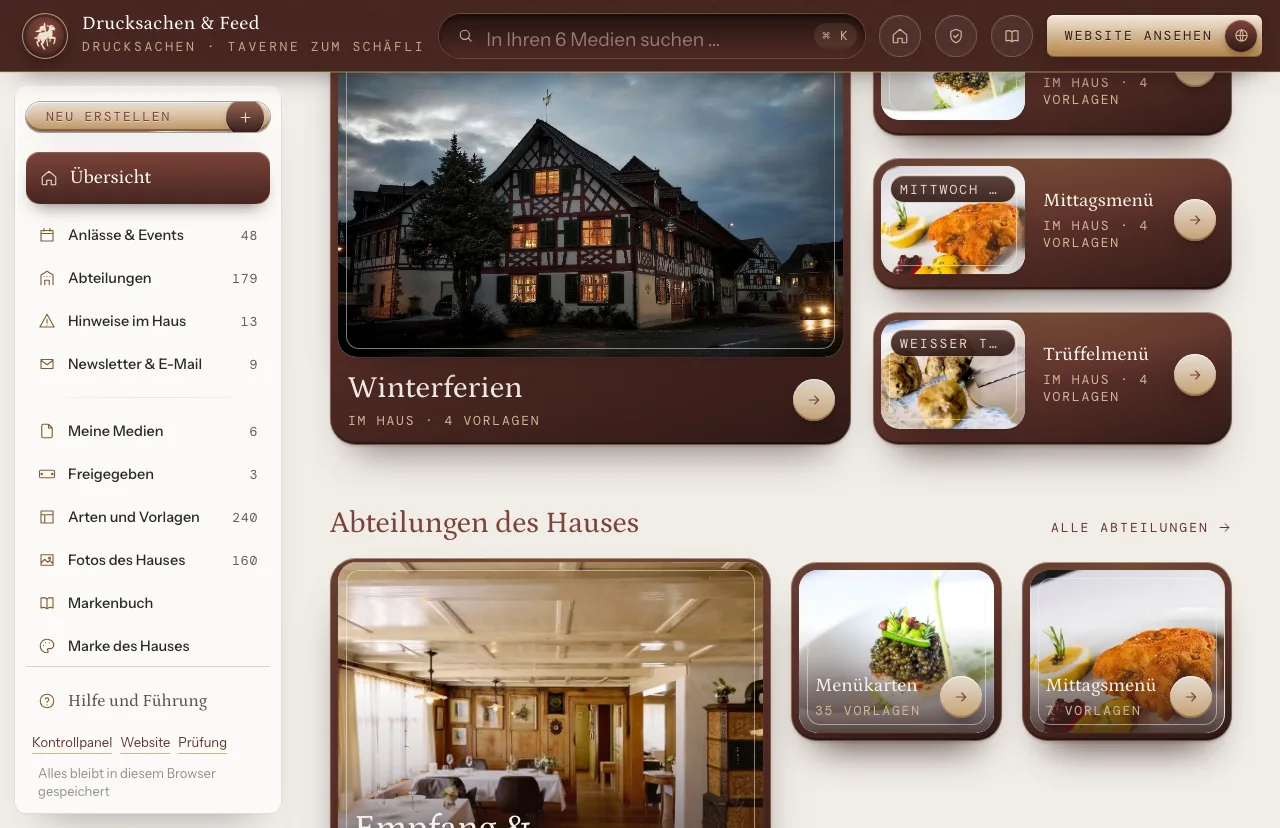 Drucksachen & Feed
DRUCKSACHEN · TAVERNE ZUM SCHÄFLI
In Ihren 6 Medien suchen ...
⌘ K
WEBSITE ANSEHEN
NEU ERSTELLEN
Übersicht
Anlässe & Events 48
Abteilungen 179
Hinweise im Haus 13
Newsletter & E-Mail 9
Meine Medien 6
Freigegeben 3
Arten und Vorlagen 240
Fotos des Hauses 160
Markenbuch
Marke des Hauses
Hilfe und Führung
Kontrollpanel Website Prüfung
Alles bleibt in diesem Browser
gespeichert
Winterferien
IM HAUS · 4 VORLAGEN
IM HAUS · 4
VORLAGEN
MITTWOCH …
Mittagsmenü
IM HAUS · 4
VORLAGEN
WEISSER T…
Trüffelmenü
IM HAUS · 4
VORLAGEN
Abteilungen des Hauses
ALLE ABTEILUNGEN →
Empfang &
Menükarten
35 VORLAGEN
Mittagsmenü
7 VORLAGEN